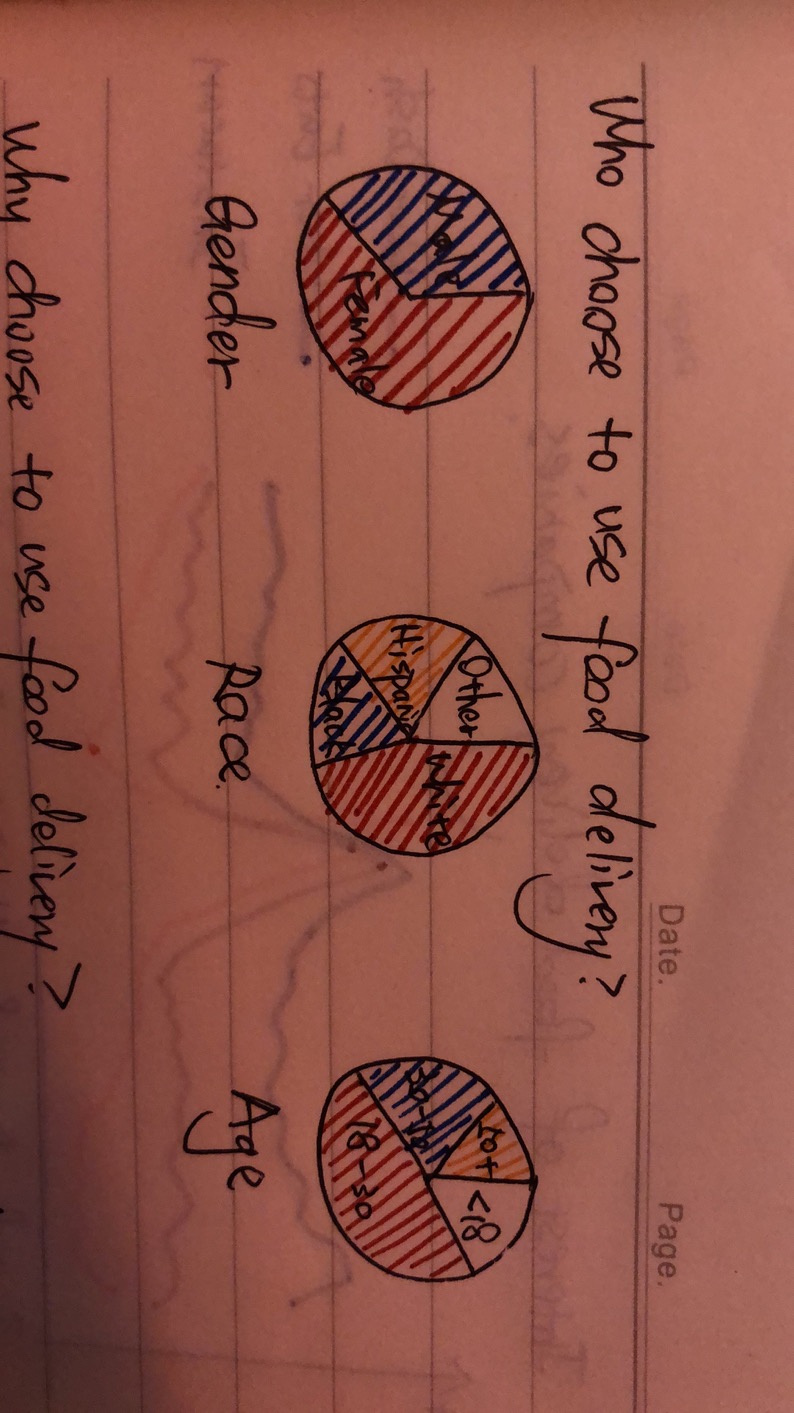 Date.
Page.
Who choose to use food delivery?
Male
Female
Gender
Other
Hispanic
Black
White
Race.
50+
30-50
<18
18-30
Age
Why choose to use food delivery?